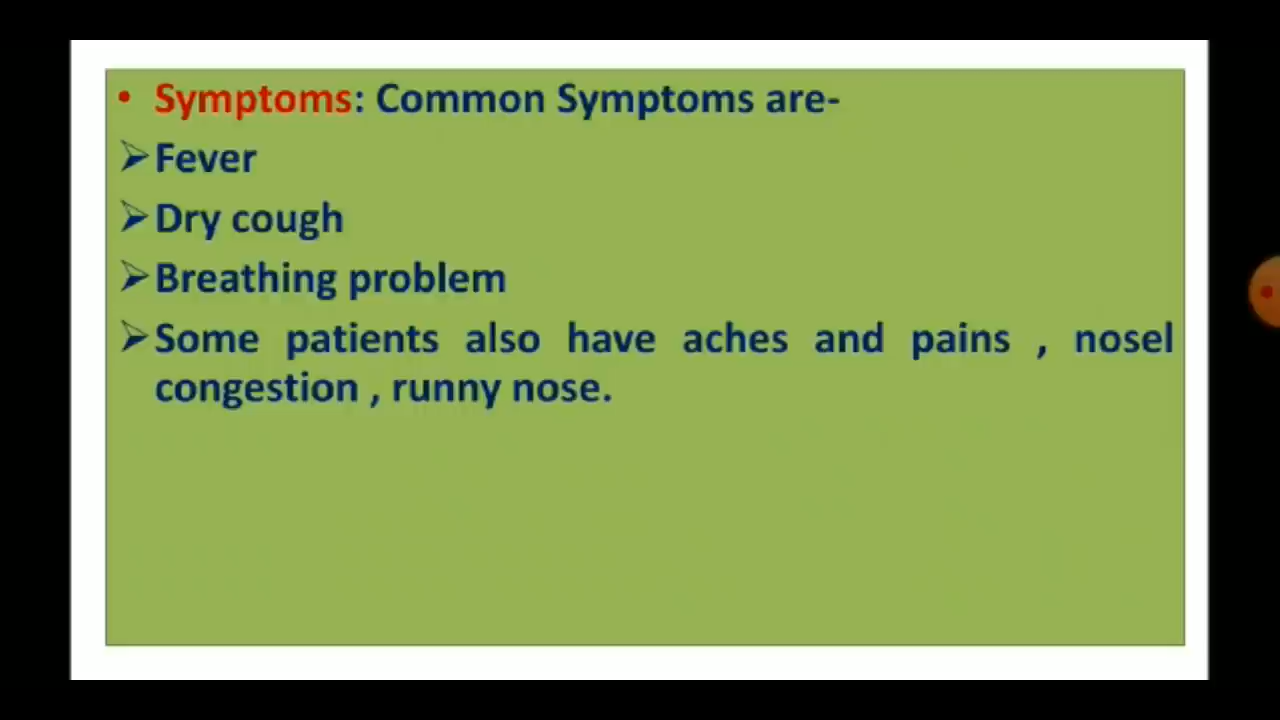 • Symptoms: Common Symptoms are-
➢Fever
➢Dry cough
➢Breathing problem
➢Some patients also have aches and pains , nosel
congestion , runny nose.